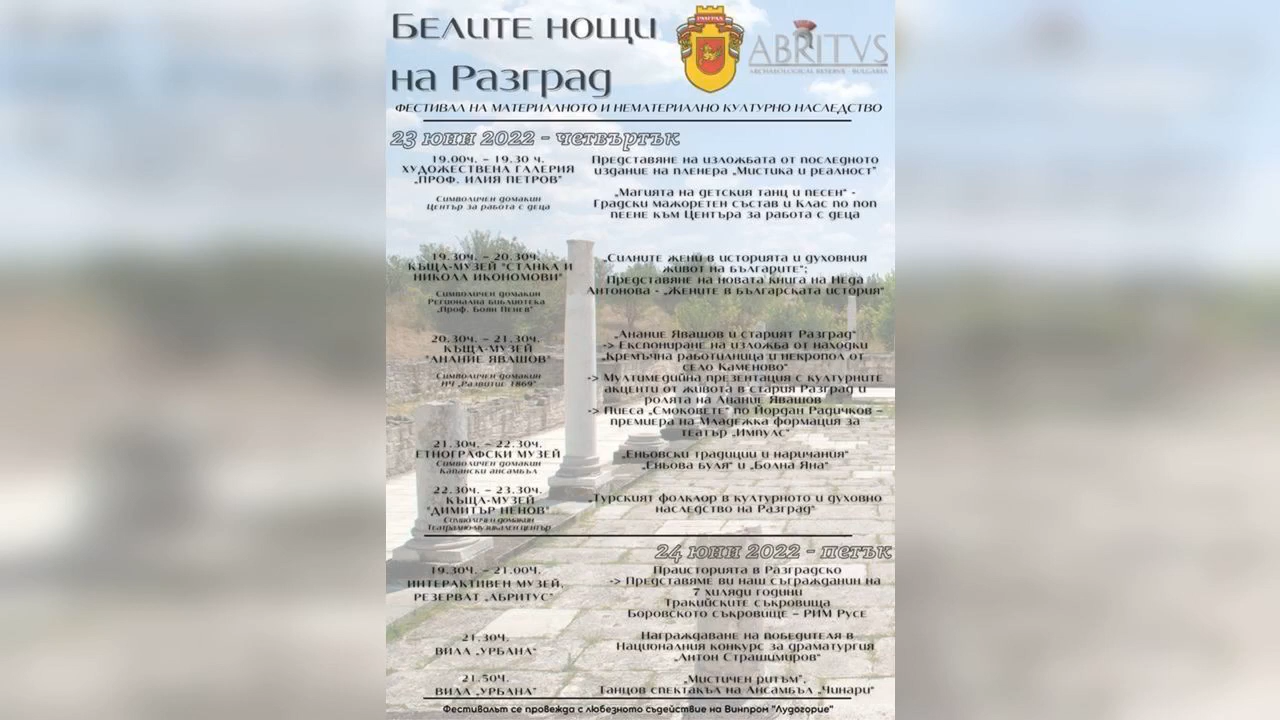 Белите нощи
на Разград
РАЗГРАД
ABRITVS
ARCHAEOLOGICAL RESERVE - BULGARIA
ФЕСТИВАЛ НА МАТЕРИАЛНОТО И НЕМАТЕРИАЛНО КУЛТУРНО НАСЛЕДСТВО
23 юни 2022 - четвъртък
19.00ч. – 19.30 ч.
ХУДОЖЕСТВЕНА ГАЛЕРИЯ
„ПРОФ. ИЛИЯ ПЕТРОВ"
Символичен домакин
Център за работа с деца
Представяне на изложбата от последното
издание на пленера „Мистика и реалност"
„Магията на детския танц и песен" -
Градски мажоретен състав и Клас по поп
пеене към Центъра за работа с деца
19.30ч. – 20.30ч.
КЪЩА-МУЗЕЙ "СТАНКА И
НИКОЛА ИКОНОМОВИ"
Символичен домакин
Регионална библиотека
„Проф. Боян Пенев"
„Силните жени в историята и духовния
живот на българите";
Представяне на новата книга на Неда
Антонова - „Жените в българската история"
20.30ч. – 21.30ч.
КЪЩА-МУЗЕЙ
"АНАНИЕ ЯВАШОВ"
Символичен домакин
НЧ „Развитие 1869"
„Анание Явашов и старият Разград"
-> Експониране на изложба от находки
„Кремъчна работилница и некропол от
село Каменово"
-> Мултимедийна презентация с културните
акценти от живота в стария Разград и
ролята на Анание Явашов
-> Пиеса „Смоковете" по Йордан Радичков –
премиера на Младежка формация за
театър „Импулс"
21.30ч. – 22.30ч.
ЕТНОГРАФСКИ МУЗЕЙ
Символичен домакин
Капански ансамбъл
„Еньовски традиции и наричания"
„Еньова буля" и „Болна Яна"
22.30ч. – 23.30ч.
КЪЩА-МУЗЕЙ
"ДИМИТЪР НЕНОВ"
Символичен домакин
Театрално-музикален център
„Турският фолклор в културното и духовно
наследство на Разград"
24 юни 2022 - петък
19.30ч. – 21.00ч.
ИНТЕРАКТИВЕН МУЗЕЙ,
РЕЗЕРВАТ „АБРИТУС"
Праисторията в Разградско
-> Представяме ви наш съгражданин на
7 хиляди години
Тракийските съкровища
Боровското съкровище – РИМ Русе
21.30ч.
ВИЛА „УРБАНА"
Награждаване на победителя в
Националния конкурс за драматургия
„Антон Страшимиров"
21.50ч.
ВИЛА „УРБАНА"
„Мистичен ритъм",
Танцов спектакъл на Ансамбъл „Чинари"
Фестивалът се провежда с любезното съдействие на Винпром "Лудогорие"